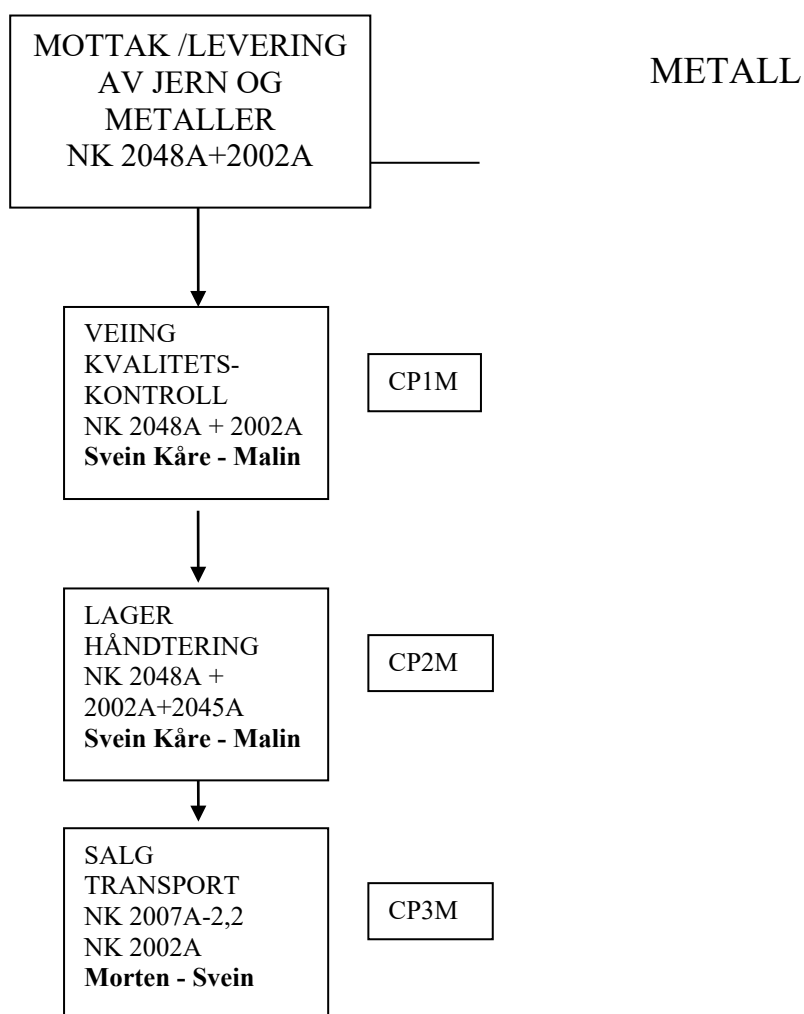 MOTTAK /LEVERING
AV JERN OG
METALLER
NK 2048A+2002A
METALL
VEIING
KVALITETS-
KONTROLL
NK 2048A + 2002A
Svein Kåre - Malin
CP1M
LAGER
HÅNDTERING
NK 2048A +
2002A+2045A
Svein Kåre - Malin
CP2M
SALG
TRANSPORT
NK 2007A-2,2
NK 2002A
Morten - Svein
CP3M